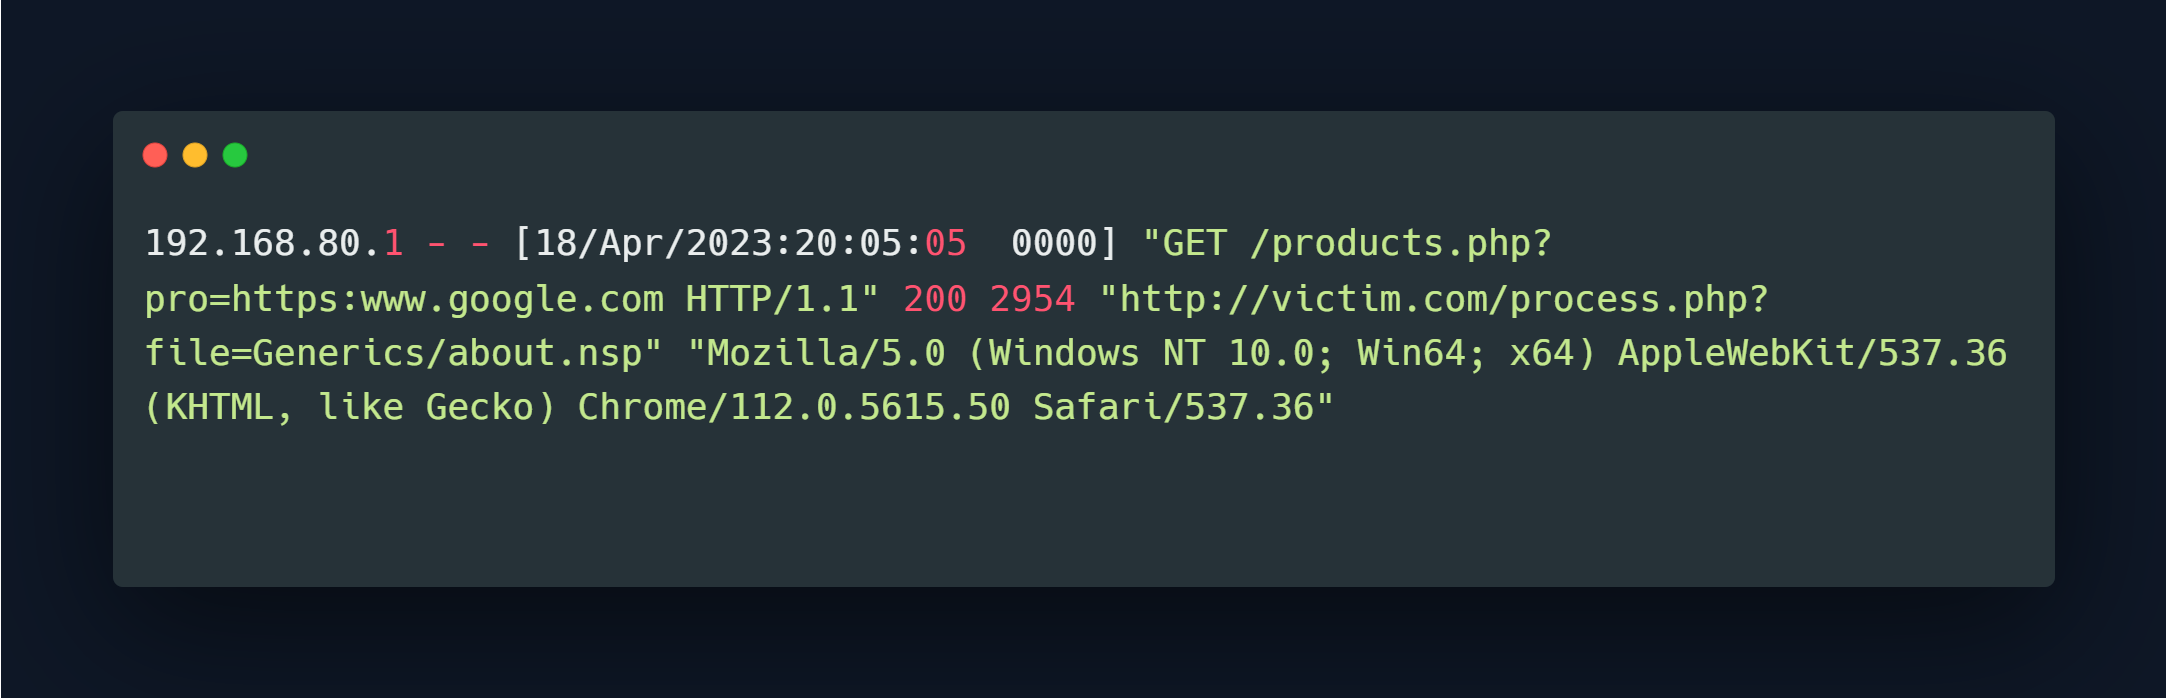 192.168.80.1 - - [18/Apr/2023:20:05:05  0000] "GET /products.php?
pro=https:www.google.com HTTP/1.1" 200 2954 "http://victim.com/process.php?
file=Generics/about.nsp" "Mozilla/5.0 (Windows NT 10.0; Win64; x64) AppleWebKit/537.36
(KHTML, like Gecko) Chrome/112.0.5615.50 Safari/537.36"